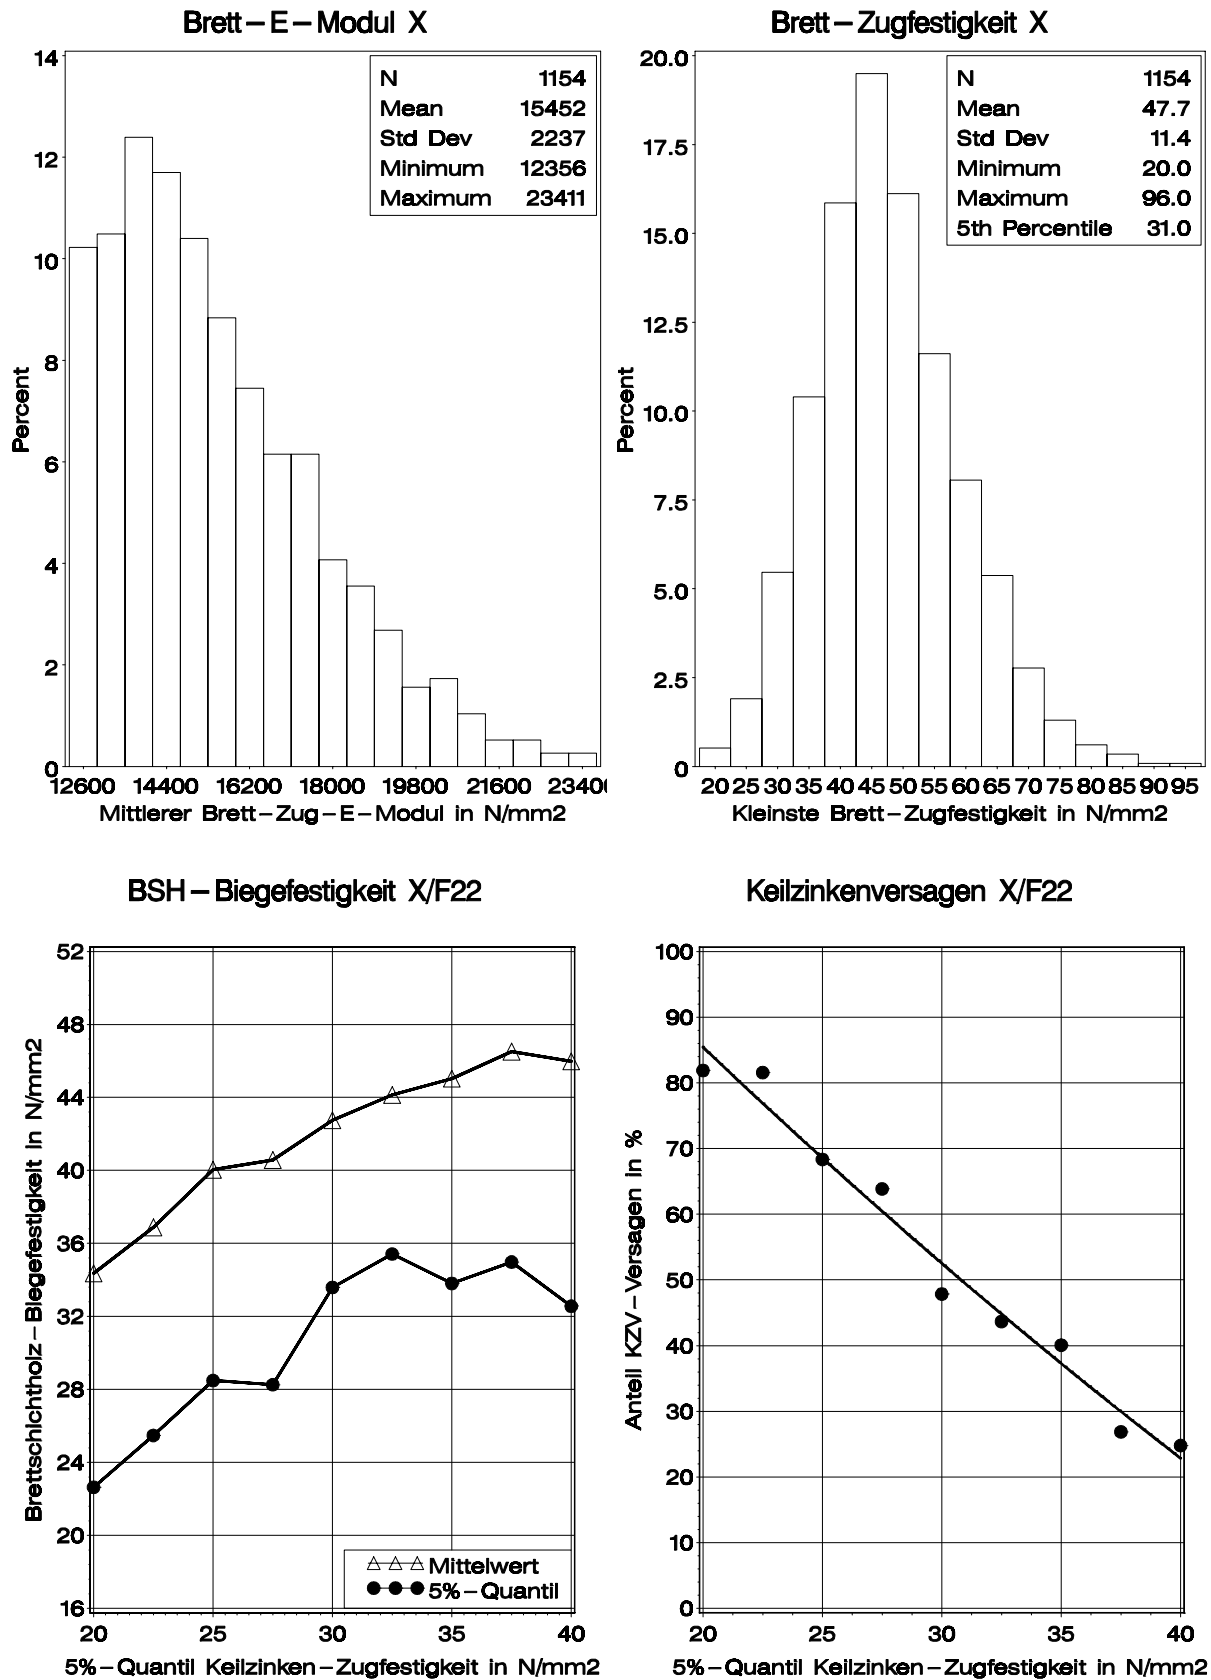 Brett–E–Modul X
14
12
10
8
6
4
2
0
Percent
N 1154
Mean 15452
Std Dev 2237
Minimum 12356
Maximum 23411
12600 14400 16200 18000 19800 21600 2340
Mittlerer Brett–Zug–E–Modul in N/mm2
Brett–Zugfestigkeit X
20.0
17.5
15.0
12.5
10.0
7.5
5.0
2.5
0
Percent
N 1154
Mean 47.7
Std Dev 11.4
Minimum 20.0
Maximum 96.0
5th Percentile 31.0
20 25 30 35 40 45 50 55 60 65 70 75 80 85 90 95
Kleinste Brett–Zugfestigkeit in N/mm2
BSH–Biegefestigkeit X/F22
52
48
44
40
36
32
28
24
20
16
Brettschichtholz–Biegefestigkeit in N/mm2
Mittelwert
5%–Quantil
20 25 30 35 40
5%–Quantil Keilzinken–Zugfestigkeit in N/mm2
Keilzinkenversagen X/F22
100
90
80
70
60
50
40
30
20
10
0
Anteil KZV–Versagen in %
20 25 30 35 40
5%–Quantil Keilzinken–Zugfestigkeit in N/mm2